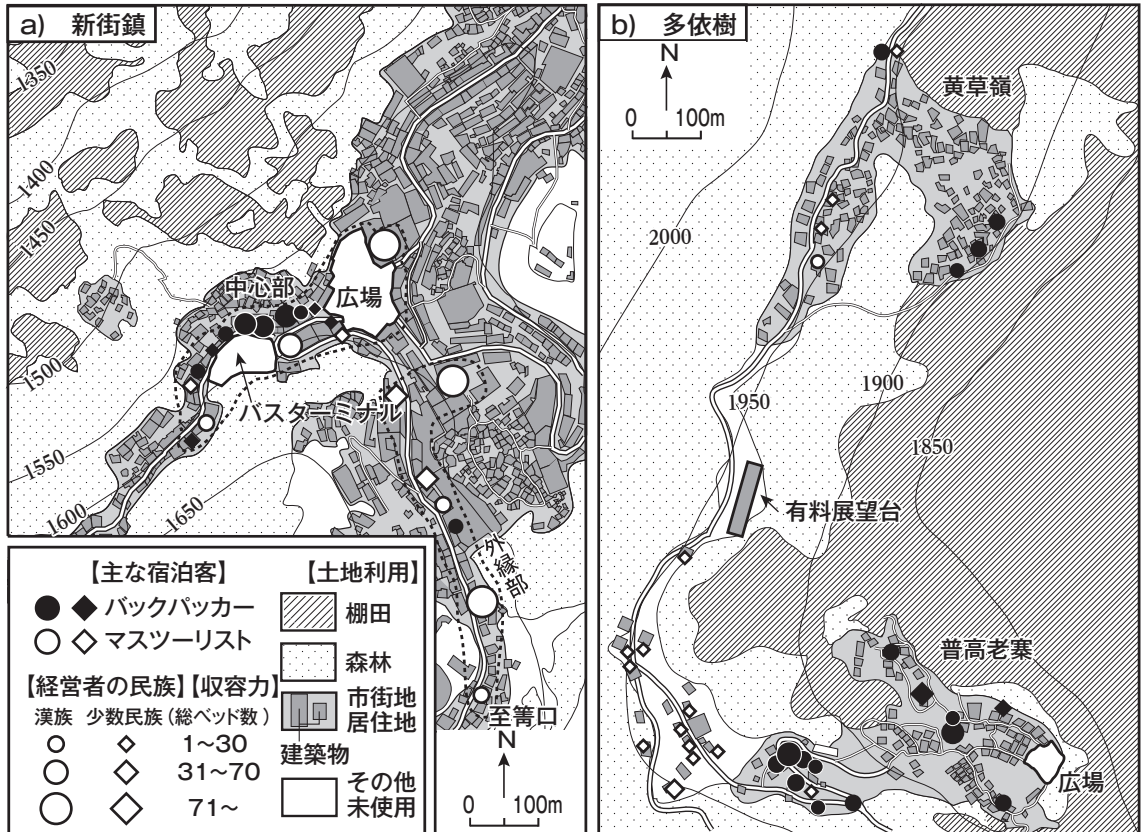 a) 新街鎮
1350
1400
1450
1500
1550
1600
1650
中心部
広場
バスターミナル
外縁部
至箐口
N
0 100m
【主な宿泊客】
バックパッカー
マスツーリスト
【経営者の民族】【収容力】
漢族 少数民族 (総ベッド数)
1~30
31~70
71~
【土地利用】
棚田
森林
市街地
居住地
建築物
その他
未使用
b) 多依樹
N
0 100m
黄草嶺
2000
1950
1900
1850
有料展望台
普高老寨
広場